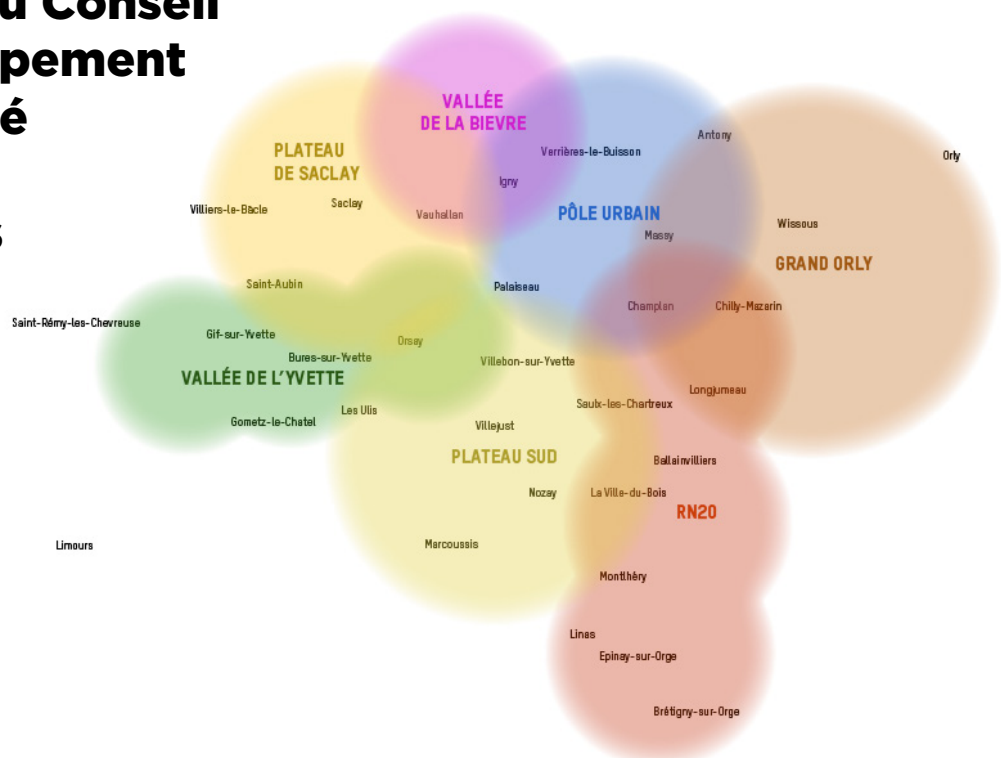 u Conseil
pement
é
s
VALLÉE
DE LA BIEVRE
Antony
PLATEAU
DE SACLAY
Verrières-le-Buisson
Orly
Igny
Villiers-le-Bâcle
Saclay
Vauhallan
PÔLE URBAIN
Wissous
Massy
GRAND ORLY
Saint-Aubin
Palaiseau
Champlan
Chilly-Mazarin
Saint-Rémy-les-Chevreuse
Gif-sur-Yvette
Orsay
Bures-sur-Yvette
Villebon-sur-Yvette
VALLÉE DE L'YVETTE
Longjumeau
Les Ulis
Saulx-les-Chartreux
Gometz-le-Chatel
Villejust
PLATEAU SUD
Ballainvilliers
Nozay
La Ville-du-Bois
RN20
Limours
Marcoussis
Montlhéry
Linas
Epinay-sur-Orge
Brétigny-sur-Orge